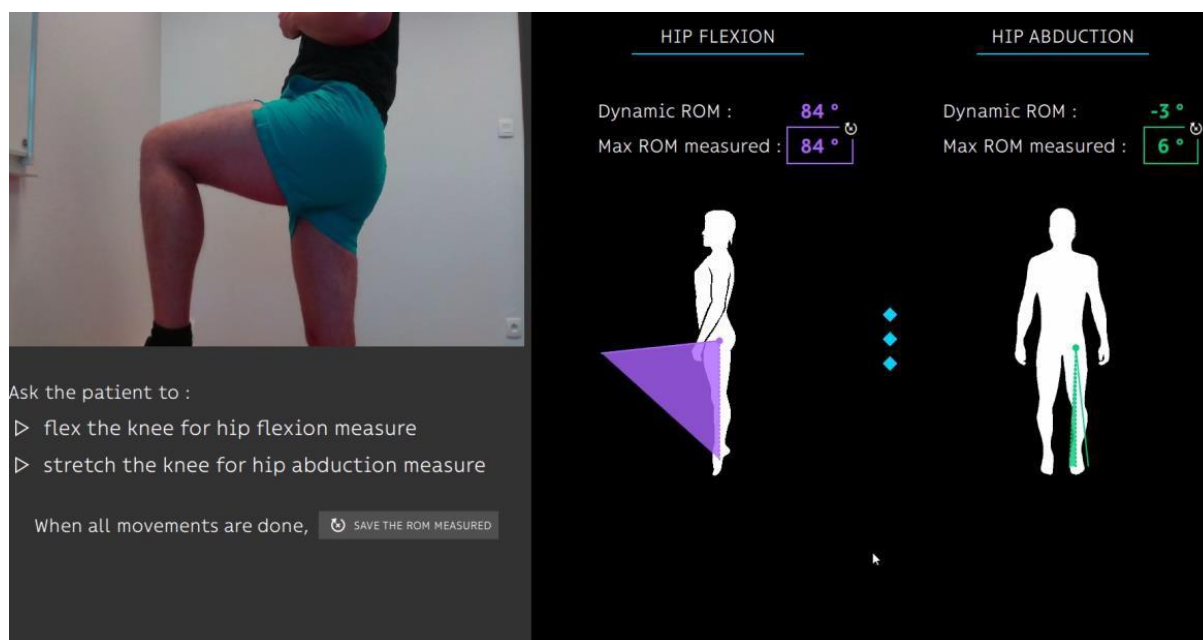 Ask the patient to :
flex the knee for hip flexion measure
stretch the knee for hip abduction measure
When all movements are done, SAVE THE ROM MEASURED
HIP FLEXION
Dynamic ROM : 84 °
Max ROM measured : 84 °
HIP ABDUCTION
Dynamic ROM : -3 °
Max ROM measured : 6 °